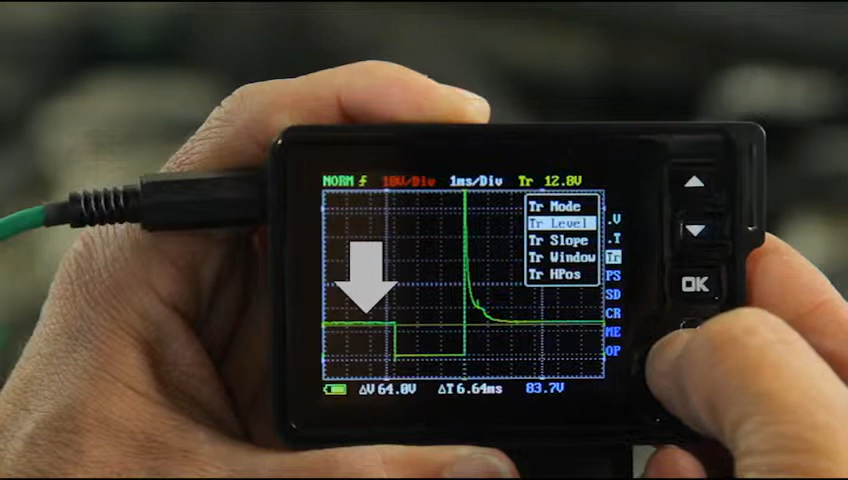 NORM 10V/Div 1ms/Div Tr 12.8V
Tr Mode
Tr Level
Tr Slope
Tr Window
Tr HPos
.V
.T
Tr
PS
SD
CR
ME
OP
OK
ΔV 64.0V ΔT 6.64ms 83.7V